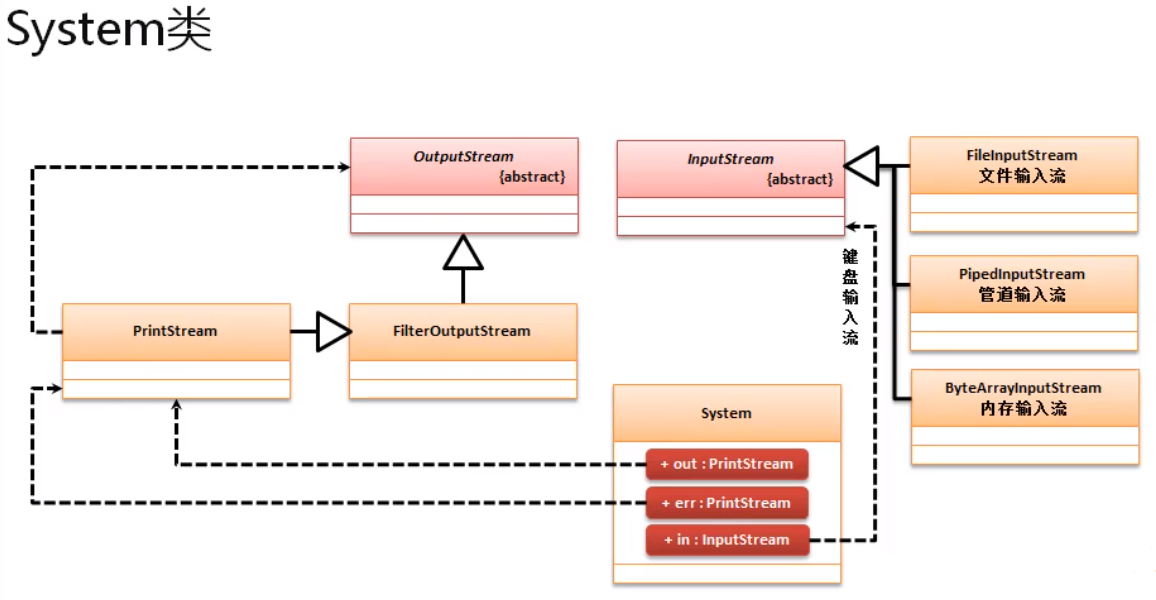 System类
OutputStream
{abstract}
InputStream
{abstract}
FileInputStream
文件输入流
键盘输入流
PipedInputStream
管道输入流
PrintStream
FilterOutputStream
ByteArrayInputStream
内存输入流
System
+ out : PrintStream
+ err : PrintStream
+ in : InputStream